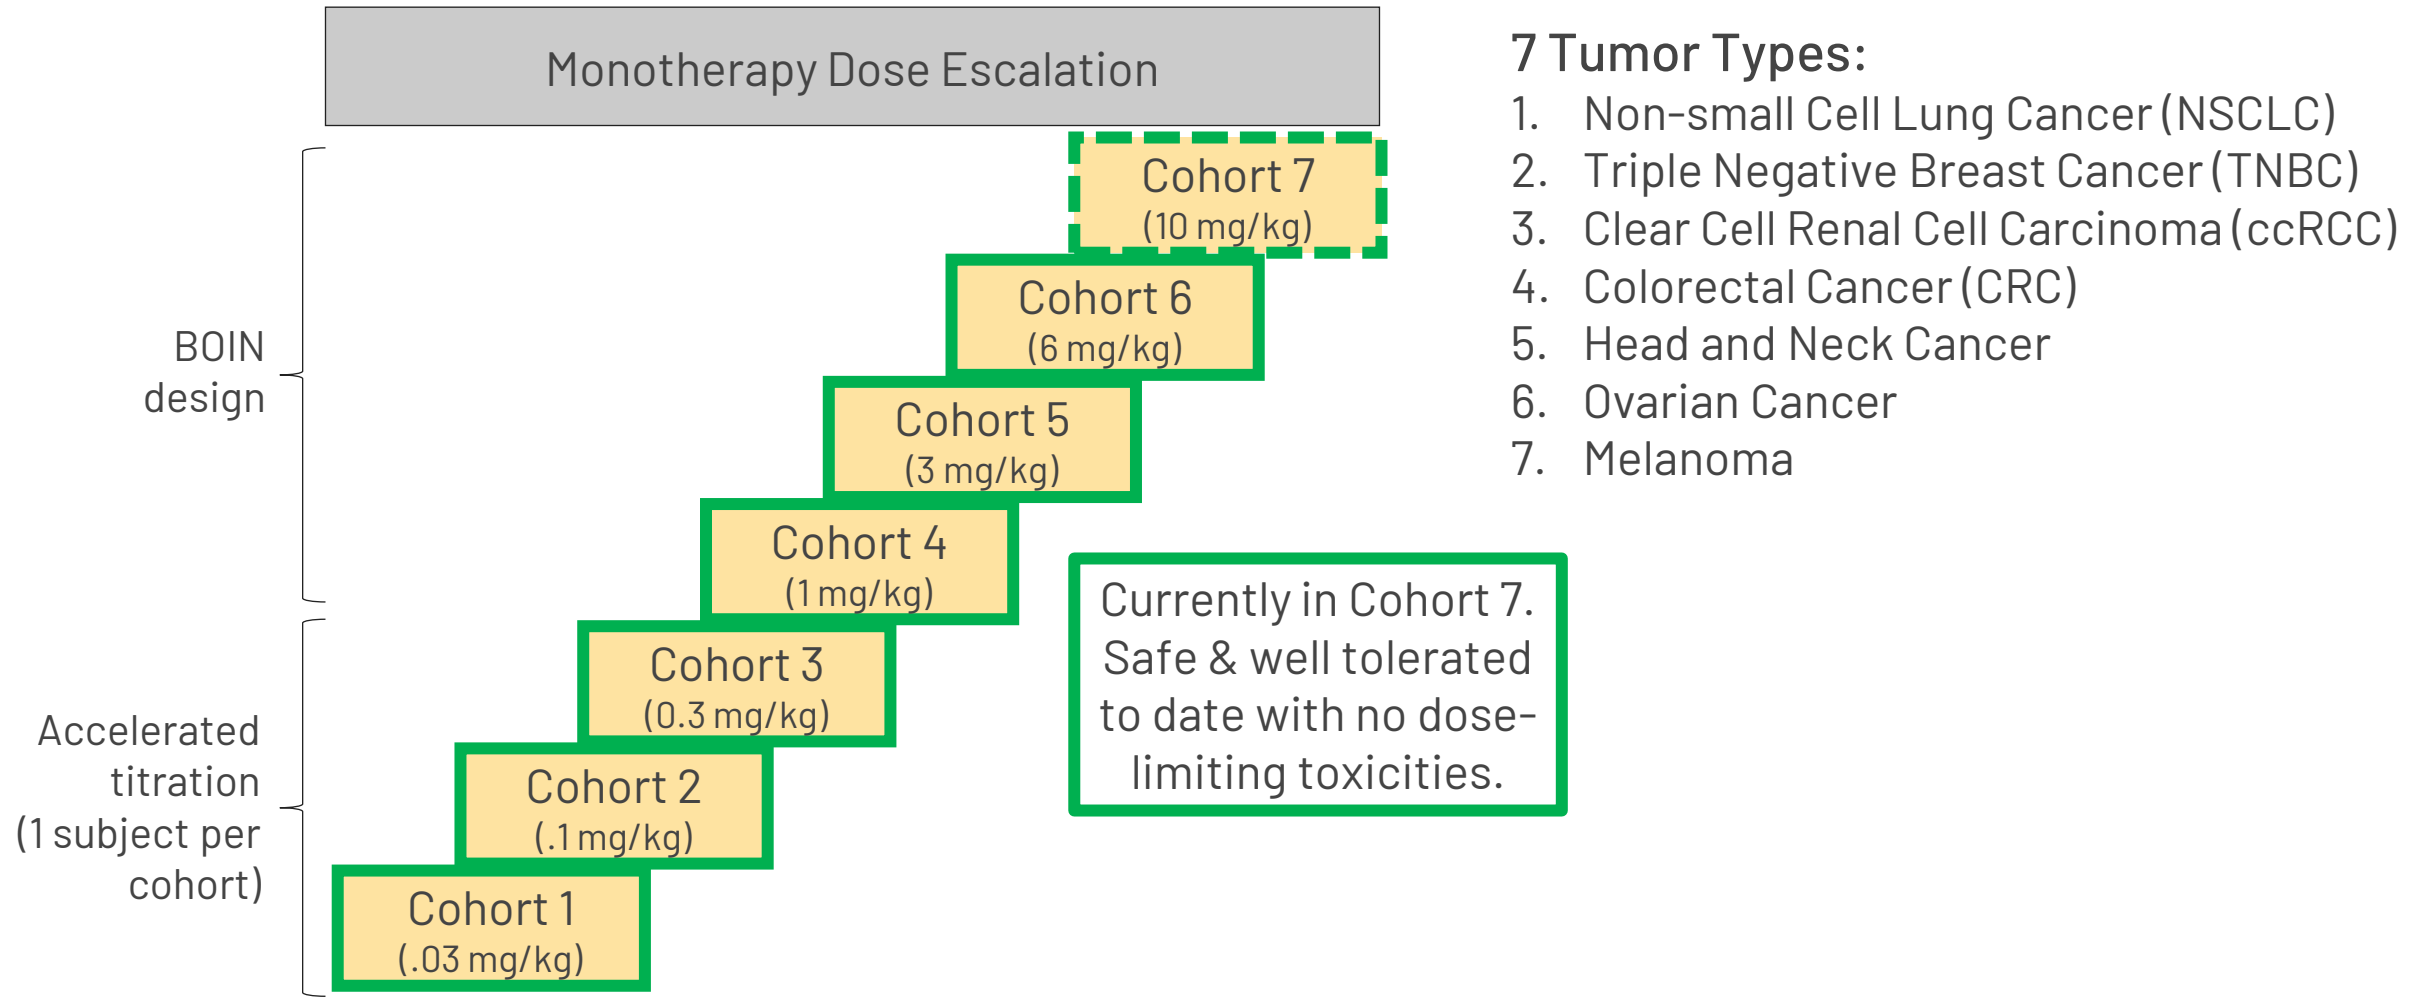 Monotherapy Dose Escalation
7 Tumor Types:
1. Non-small Cell Lung Cancer (NSCLC)
2. Triple Negative Breast Cancer (TNBC)
3. Clear Cell Renal Cell Carcinoma (ccRCC)
4. Colorectal Cancer (CRC)
5. Head and Neck Cancer
6. Ovarian Cancer
7. Melanoma
BOIN
design
Cohort 7
(10 mg/kg)
Cohort 6
(6 mg/kg)
Cohort 5
(3 mg/kg)
Cohort 4
(1 mg/kg)
Accelerated
titration
(1 subject per
cohort)
Cohort 3
(0.3 mg/kg)
Cohort 2
(.1 mg/kg)
Cohort 1
(.03 mg/kg)
Currently in Cohort 7.
Safe & well tolerated
to date with no dose-
limiting toxicities.